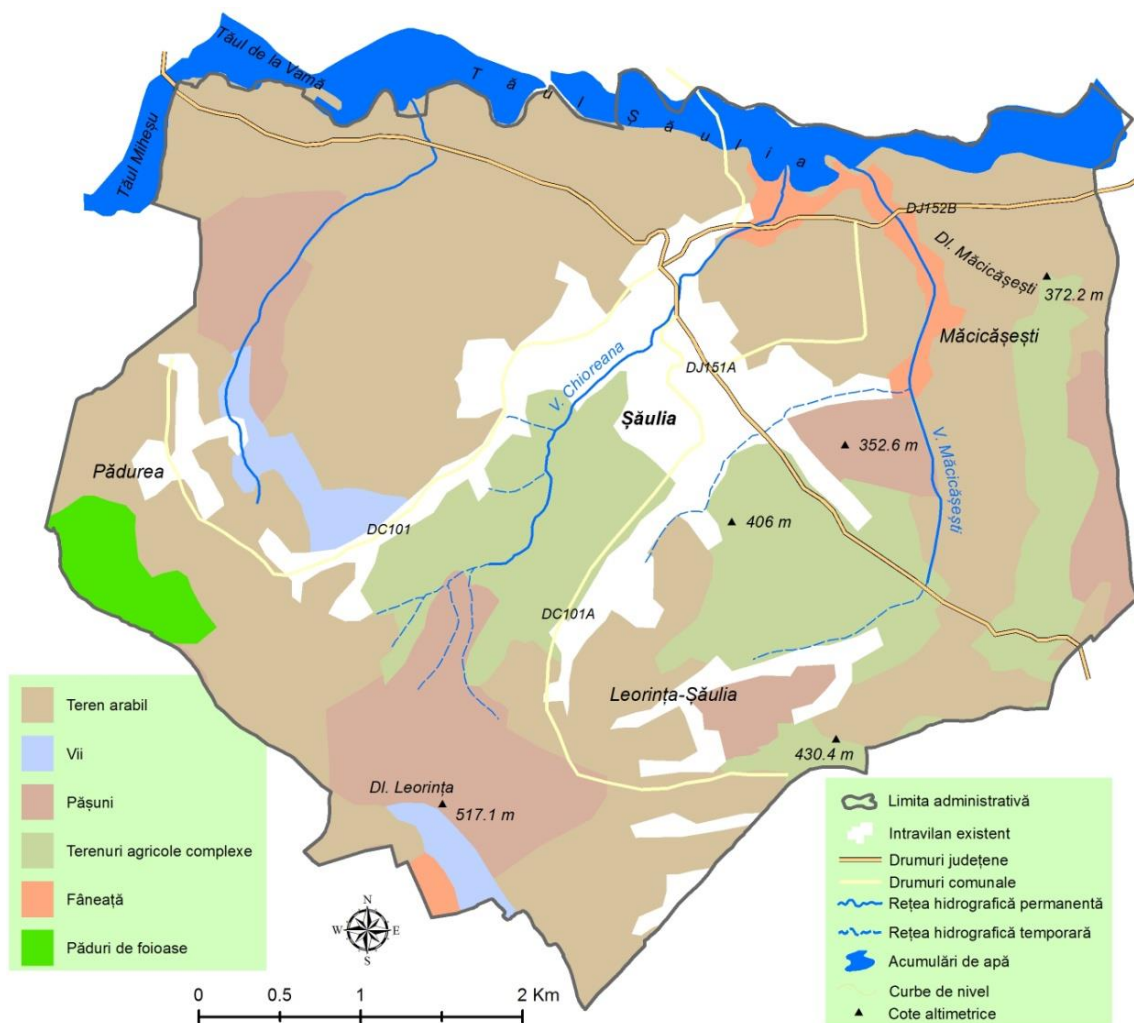 Tăul de la Varnă
Tăul Miheșu
Tăul Șăulia
DJ152B
Dl. Măcicășești
372.2 m
Măcicășești
V. Chioreana
DJ151A
Șăulia
352.6 m
V. Măcicășești
Pădurea
406 m
DC101
DC101A
Leorința-Șăulia
430.4 m
Dl. Leorința
517.1 m
Teren arabil
Vii
Pășuni
Terenuri agricole complexe
Fâneață
Păduri de foioase
N
W E
S
0 0.5 1 2 Km
Limita administrativă
Intravilan existent
Drumuri județene
Drumuri comunale
Rețea hidrografică permanentă
Rețea hidrografică temporară
Acumulări de apă
Curbe de nivel
Cote altimetrice